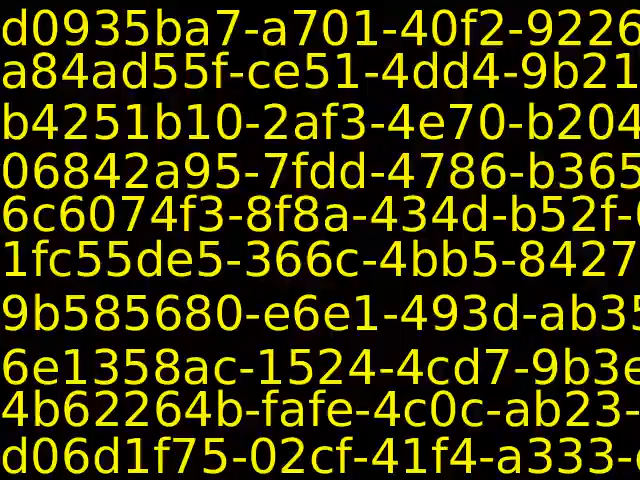 d0935ba7-a701-40f2-9226
a84ad55f-ce51-4dd4-9b21
b4251b10-2af3-4e70-b204
06842a95-7fdd-4786-b365
6c6074f3-8f8a-434d-b52f-
1fc55de5-366c-4bb5-8427
9b585680-e6e1-493d-ab35
6e1358ac-1524-4cd7-9b3e
4b62264b-fafe-4c0c-ab23-
d06d1f75-02cf-41f4-a333-